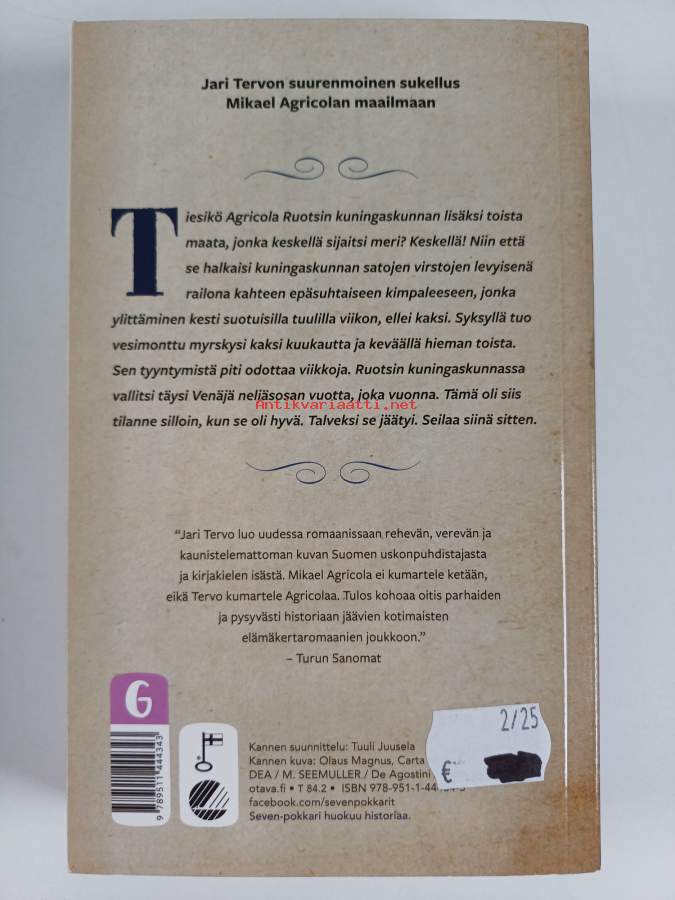 Jari Tervon suurenmoinen sukellus
Mikael Agricolan maailmaan
Tiesikö Agricola Ruotsin kuningaskunnan lisäksi toista
maata, jonka keskellä sijaitsi meri? Keskellä! Niin että
se halkaisi kuningaskunnan satojen virstojen levyisenä
railona kahteen epäsuhtaiseen kimpaleeseen, jonka
ylittäminen kesti suotuisilla tuulilla viikon, ellei kaksi. Syksyllä tuo
vesimonttu myrskysi kaksi kuukautta ja keväällä hieman toista.
Sen tyyntymistä piti odottaa viikkoja. Ruotsin kuningaskunnassa
vallitsi täysi Venäjä neljäsosan vuotta, joka vuonna. Tämä oli siis
Antikvariaatti.net
tilanne silloin, kun se oli hyvä. Talveksi se jäätyi. Seilaa siinä sitten.
"Jari Tervo luo uudessa romaanissaan rehevän, verevän ja
kaunistelemattoman kuvan Suomen uskonpuhdistajasta
ja kirjakielen isästä. Mikael Agricola ei kumartele ketään,
eikä Tervo kumartele Agricolaa. Tulos kohoaa oitis parhaiden
ja pysyvästi historiaan jäävien kotimaisten
elämäkertaromaanien joukkoon."
– Turun Sanomat
G
9 789511 444343
2/25
€
Kannen suunnittelu: Tuuli Juusela
Kannen kuva: Olaus Magnus, Carta
DEA / M. SEEMULLER / De Agostini
otava.fi • T 84.2 • ISBN 978-951-1-44
facebook.com/sevenpokkarit
Seven-pokkari huokuu historiaa.